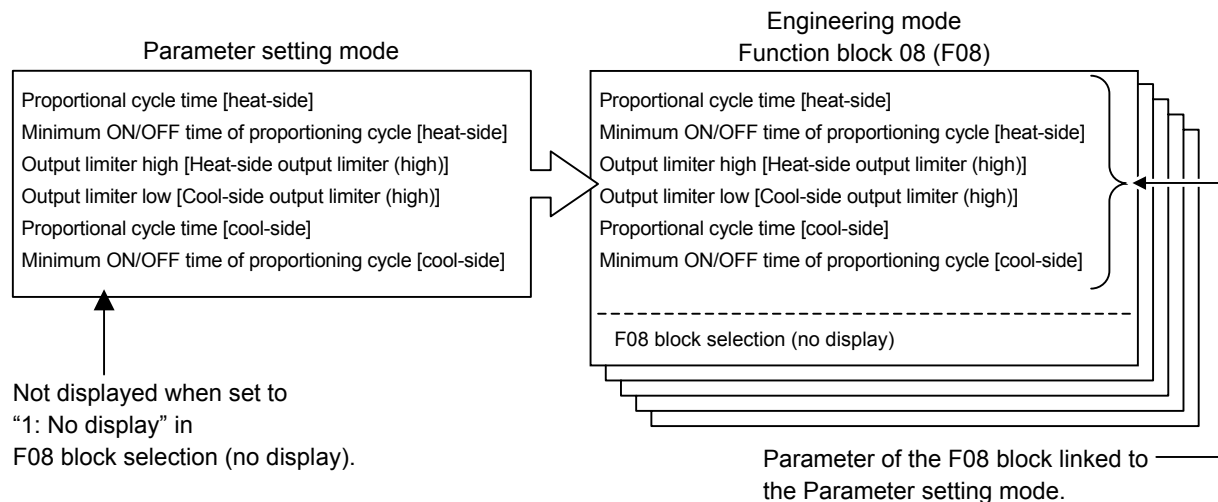 Parameter setting mode
Proportional cycle time [heat-side]
Minimum ON/OFF time of proportioning cycle [heat-side]
Output limiter high [Heat-side output limiter (high)]
Output limiter low [Cool-side output limiter (high)]
Proportional cycle time [cool-side]
Minimum ON/OFF time of proportioning cycle [cool-side]
Not displayed when set to
“1: No display” in
F08 block selection (no display).
Engineering mode
Function block 08 (F08)
Proportional cycle time [heat-side]
Minimum ON/OFF time of proportioning cycle [heat-side]
Output limiter high [Heat-side output limiter (high)]
Output limiter low [Cool-side output limiter (high)]
Proportional cycle time [cool-side]
Minimum ON/OFF time of proportioning cycle [cool-side]
F08 block selection (no display)
Parameter of the F08 block linked to
the Parameter setting mode.